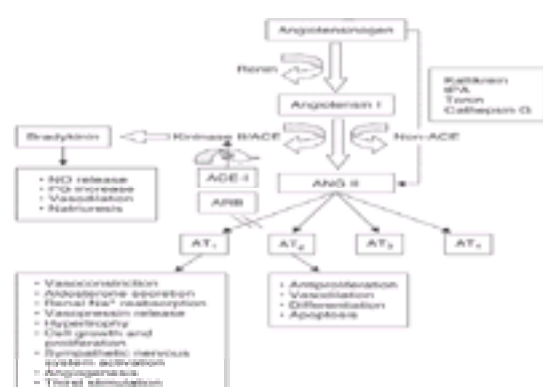 Angiotensinogen
Renin
Kallikrein
tPA
Tonin
Cathepsin G
Angiotensin I
Bradykinin
Kininase II/ACE
Non-ACE
• NO release
• PG increase
• Vasodilation
• Natriuresis
ACE-I
ARB
ANG II
AT₁
AT₂
AT₃
AT₄
• Vasoconstriction
• Aldosterone secretion
• Renal Na⁺ reabsorption
• Vasopressin release
• Hypertrophy
• Cell growth and
proliferation
• Sympathetic nervous
system activation
• Angiogenesis
• Thirst stimulation
• Antiproliferation
• Vasodilation
• Differentiation
• Apoptosis